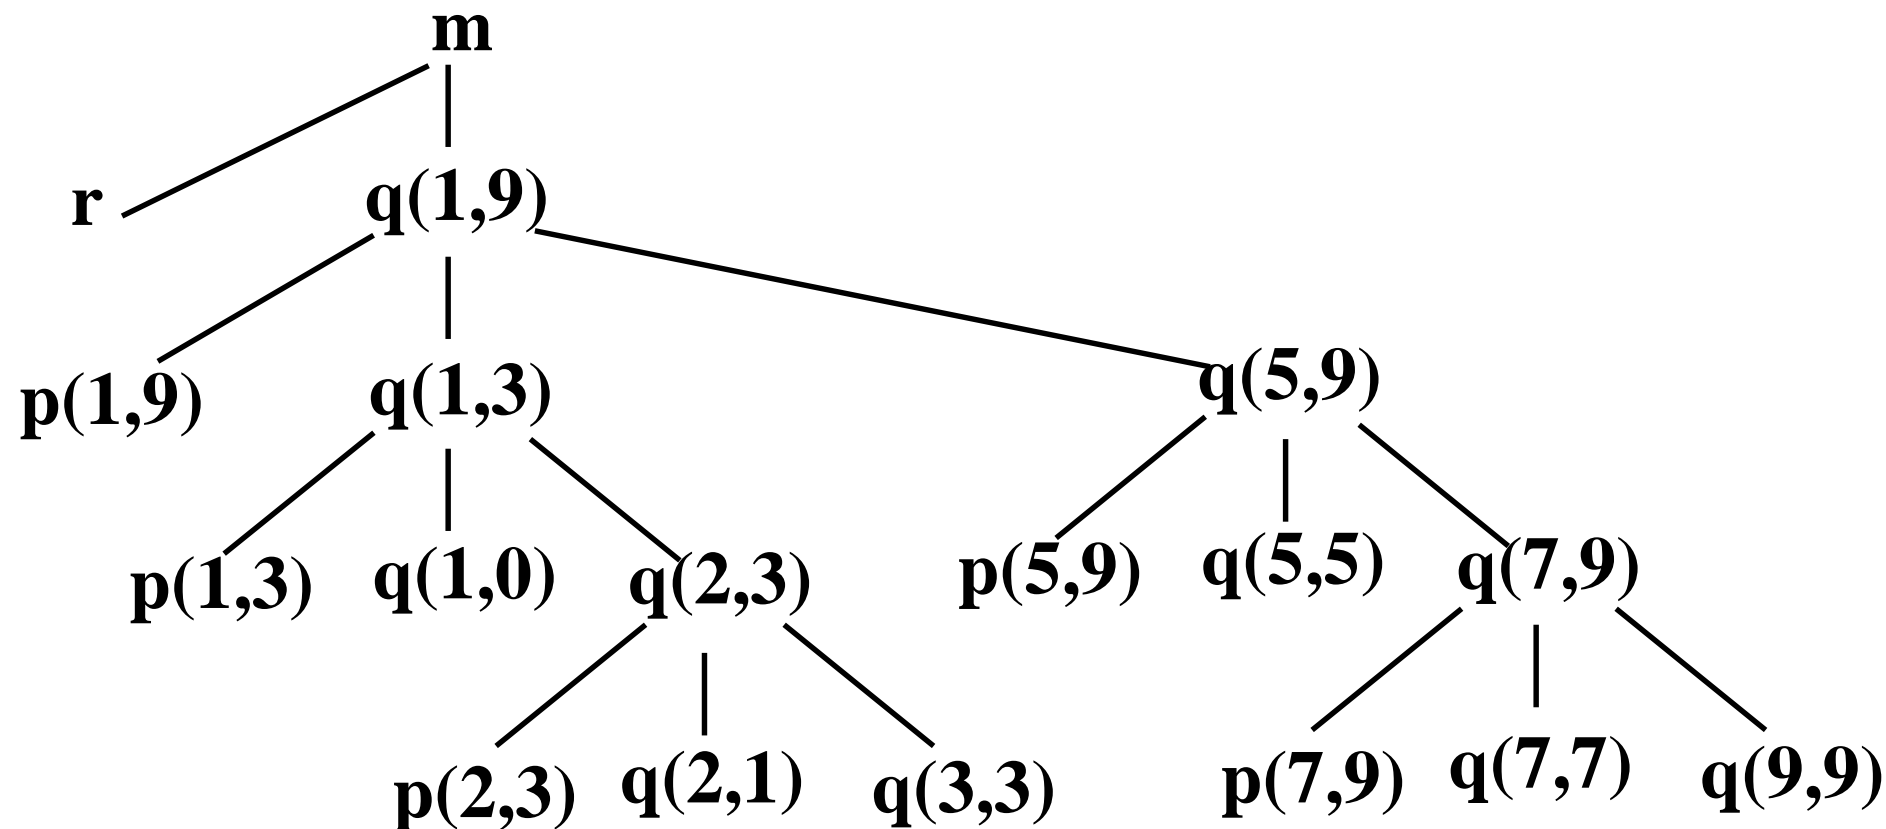 m
r q(1,9)
p(1,9) q(1,3) q(5,9)
p(1,3) q(1,0) q(2,3) p(5,9) q(5,5) q(7,9)
p(2,3) q(2,1) q(3,3) p(7,9) q(7,7) q(9,9)